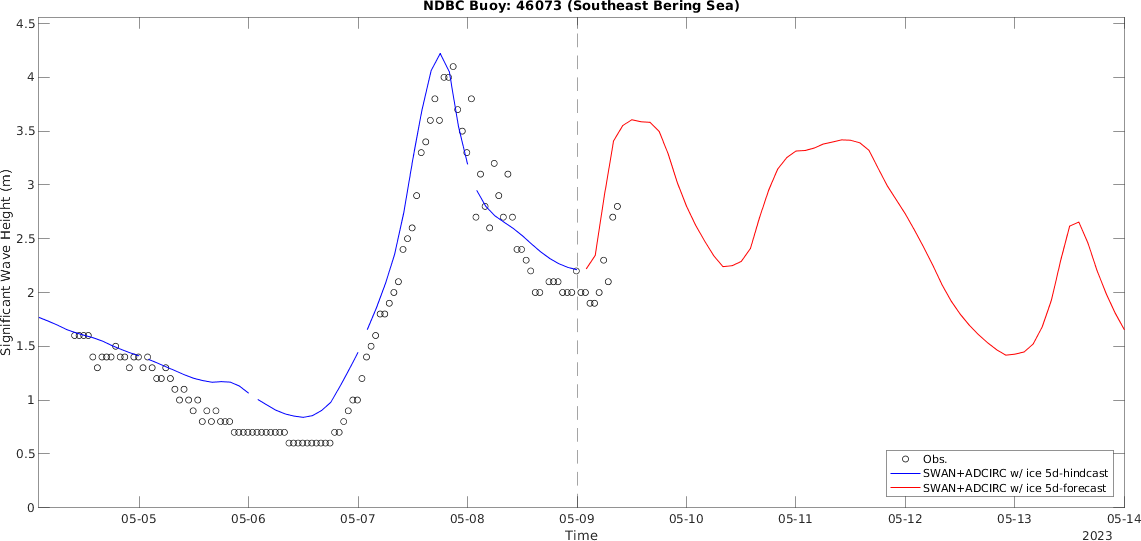 NDBC Buoy: 46073 (Southeast Bering Sea)
4.5
4
3.5
3
2.5
2
1.5
1
0.5
0
Significant Wave Height (m)
Obs.
SWAN+ADCIRC w/ ice 5d-hindcast
SWAN+ADCIRC w/ ice 5d-forecast
05-05 05-06 05-07 05-08 05-09 05-10 05-11 05-12 05-13 05-14
Time
2023